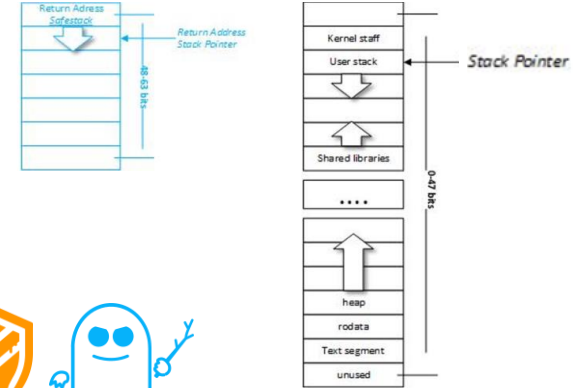 Return Adress
Safestack
Return Address
Stack Pointer
48-63 bits
Kernel staff
User stack
Stack Pointer
Shared libraries
....
0-47 bits
heap
rodata
Text segment
unused